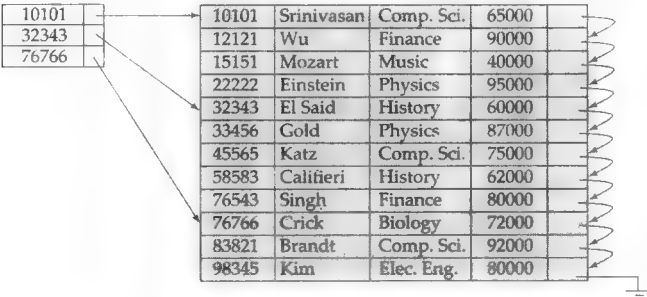 10101
32343
76766
10101 Srinivasan Comp. Sci. 65000
12121 Wu Finance 90000
15151 Mozart Music 40000
22222 Einstein Physics 95000
32343 El Said History 60000
33456 Gold Physics 87000
45565 Katz Comp. Sci. 75000
58583 Califieri History 62000
76543 Singh Finance 80000
76766 Crick Biology 72000
83821 Brandt Comp. Sci. 92000
98345 Kim Elec. Eng. 80000